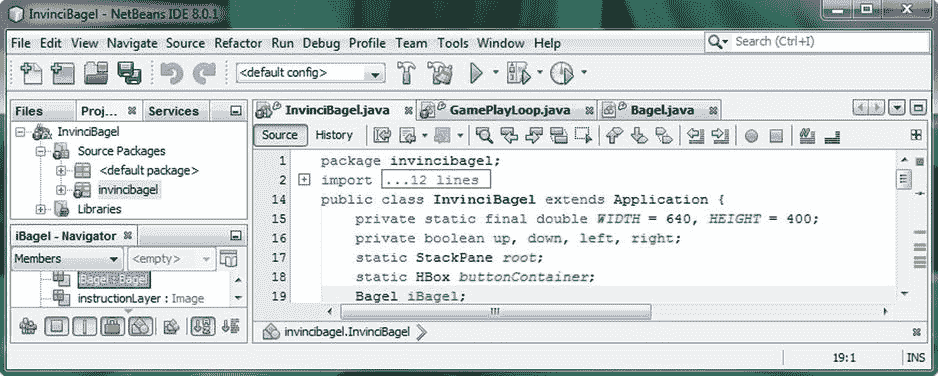 InvinciBagel - NetBeans IDE 8.0.1
File Edit View Navigate Source Refactor Run Debug Profile Team Tools Window Help
Search (Ctrl+I)
<default config>
Files Proj... Services
InvinciBagel
Source Packages
<default package>
invincibagel
Libraries
iBagel - Navigator
Members <empty>
iBagel : Bagel
instructionLayer : Image
InvinciBagel.java GamePlayLoop.java Bagel.java
Source History
1 package invincibagel;
2 import ...12 lines
14 public class InvinciBagel extends Application {
15 private static final double WIDTH = 640, HEIGHT = 400;
16 private boolean up, down, left, right;
17 static StackPane root;
18 static HBox buttonContainer;
19 Bagel iBagel;
invincibagel.InvinciBagel
19:1 INS